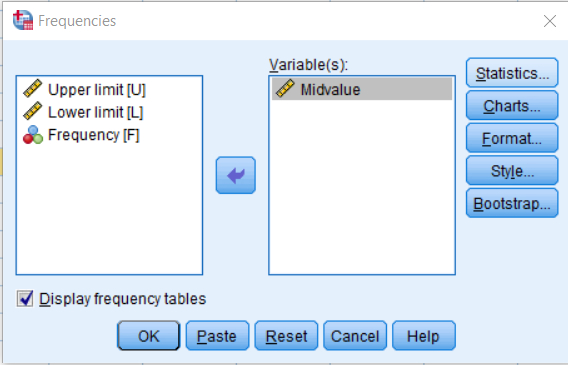 Frequencies
Upper limit [U]
Lower limit [L]
Frequency [F]
Variable(s):
Midvalue
Statistics...
Charts...
Format...
Style...
Bootstrap...
Display frequency tables
OK Paste Reset Cancel Help